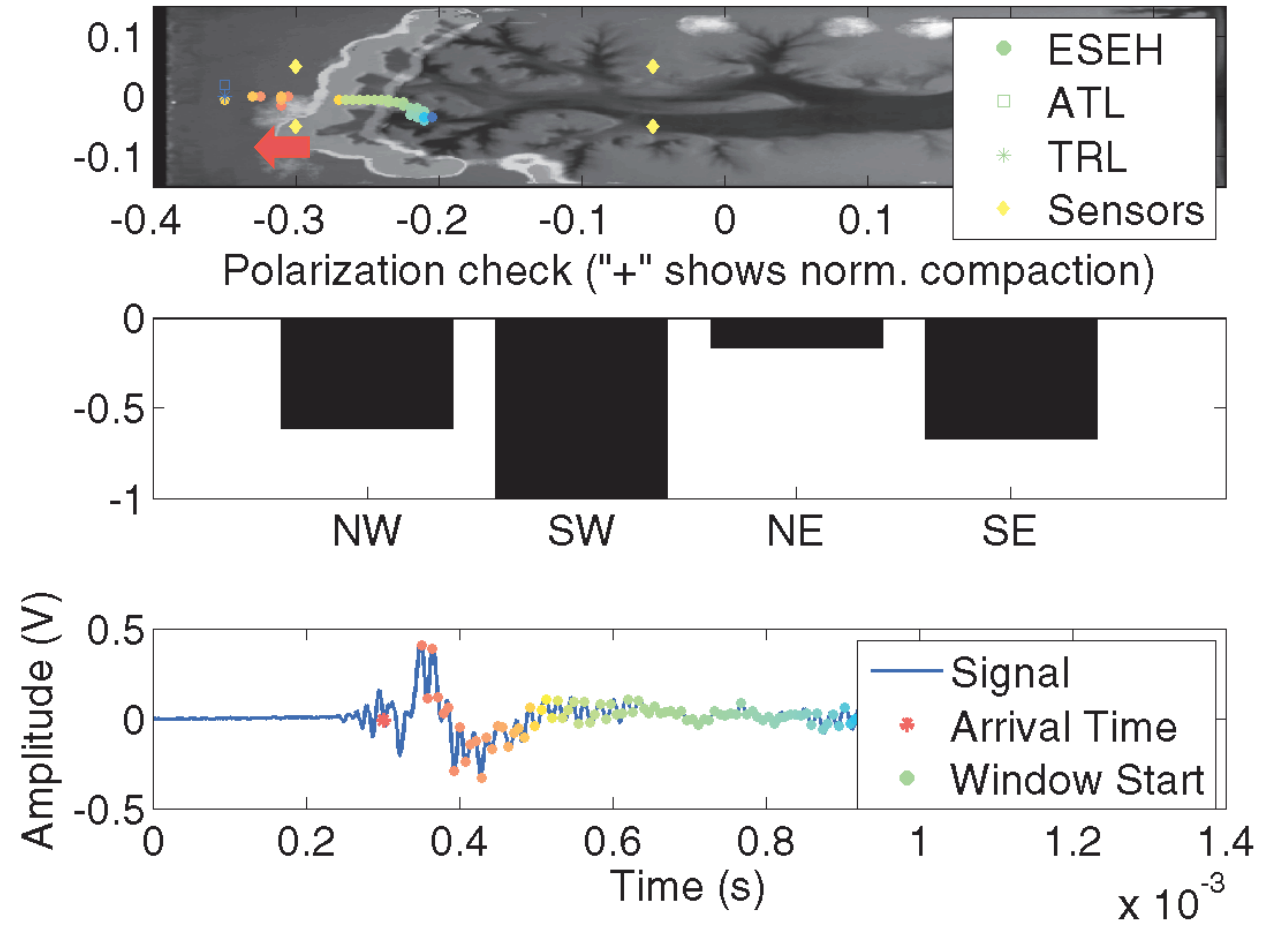 0.1
0
-0.1
ESEH
ATL
TRL
Sensors
-0.4 -0.3 -0.2 -0.1 0 0.1
Polarization check ("+" shows norm. compaction)
0
-0.5
-1
NW SW NE SE
Amplitude (V)
0.5
0
-0.5
Signal
Arrival Time
Window Start
0 0.2 0.4 0.6 0.8 1 1.2 1.4
Time (s)
x 10-3